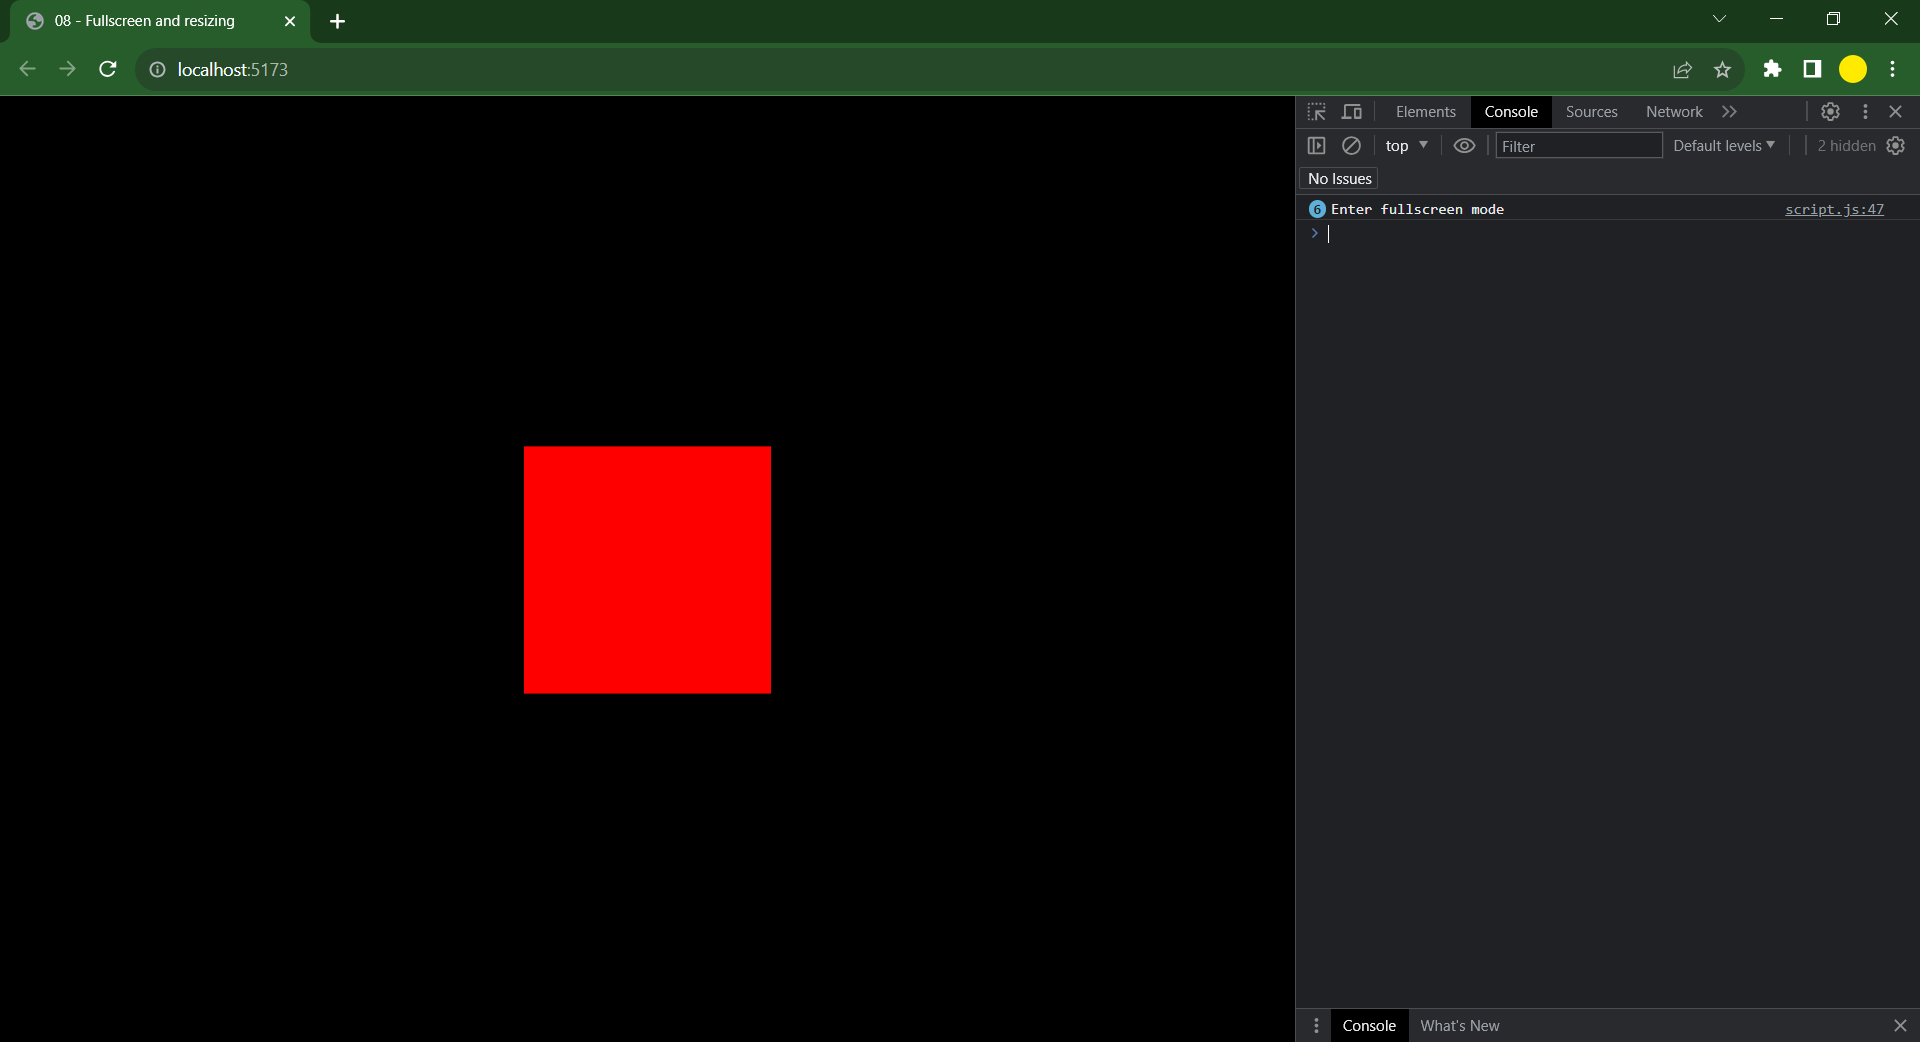 08 - Fullscreen and resizing
localhost:5173
Elements Console Sources Network
top Filter Default levels 2 hidden
No Issues
6 Enter fullscreen mode script.js:47
Console What's New